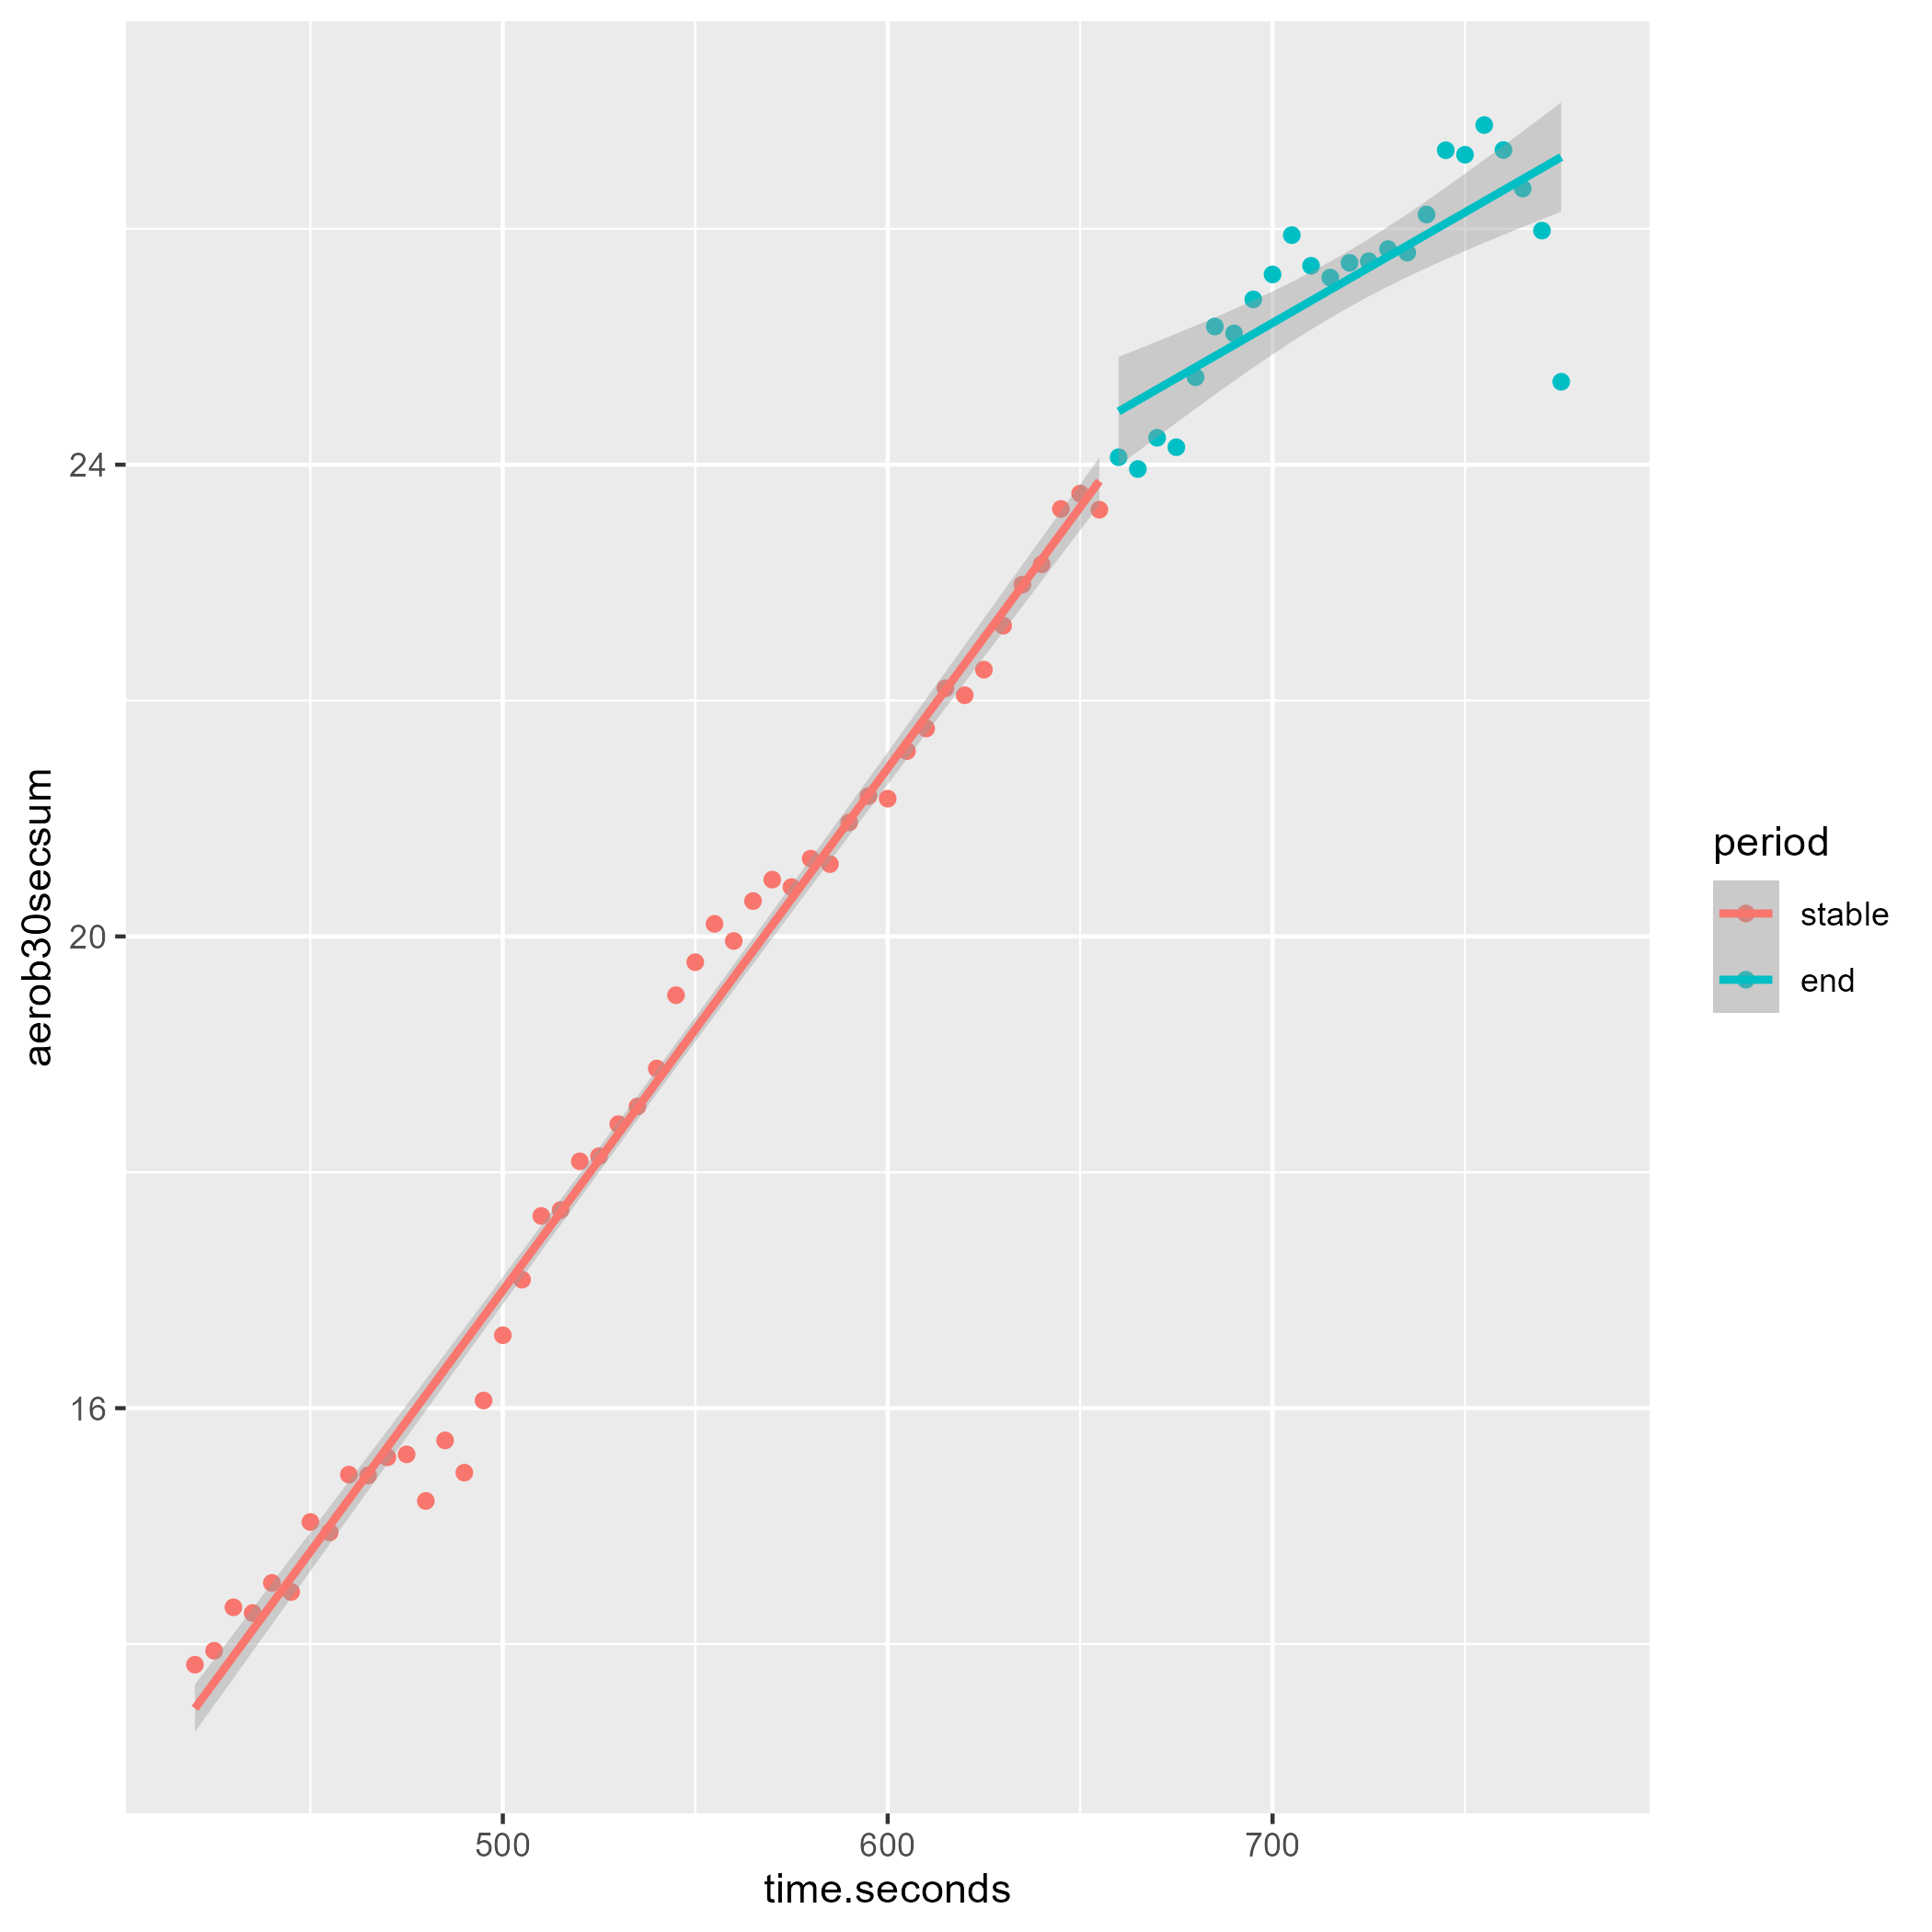 aerob30secsum
24
20
16
500
600
700
time.seconds
period
stable
end